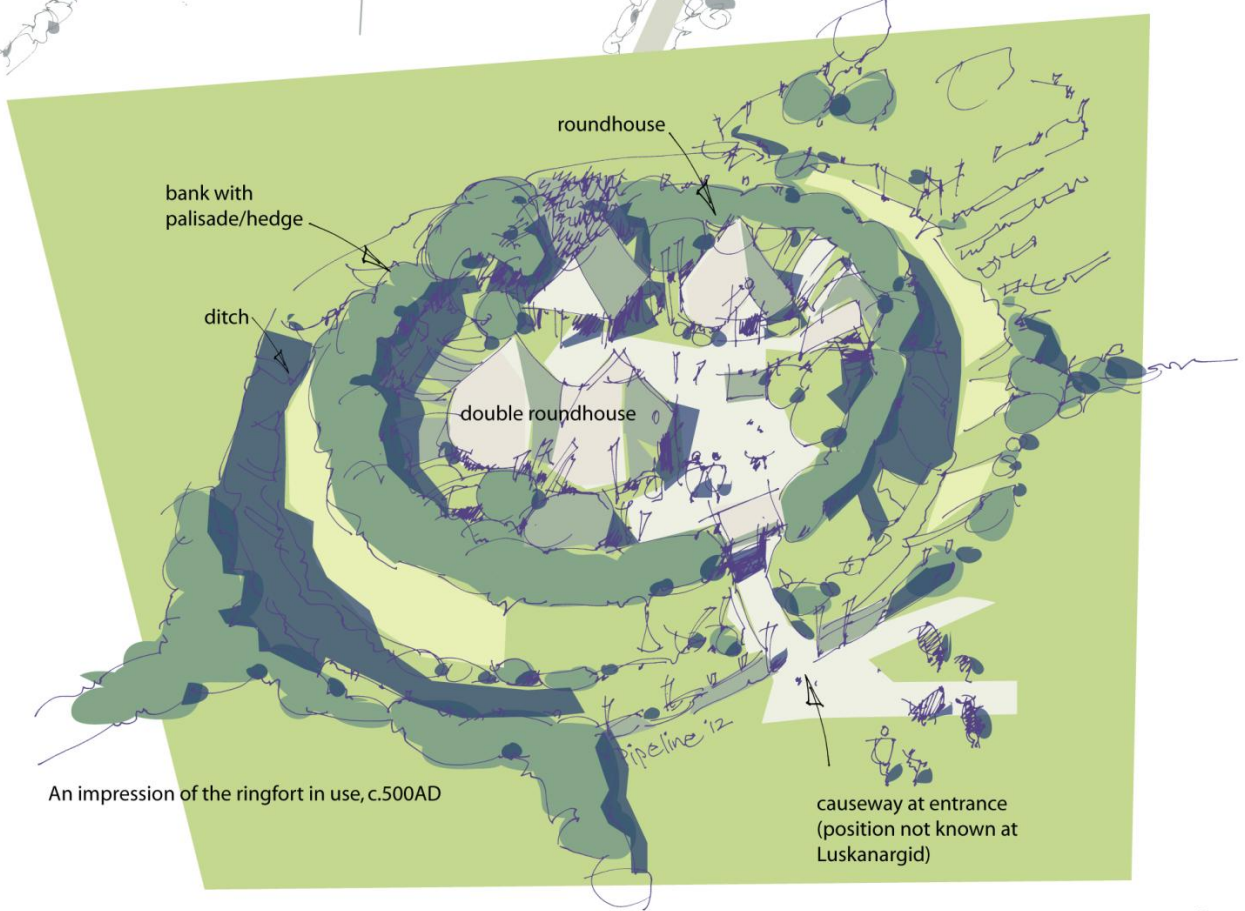 roundhouse
bank with
palisade/hedge
ditch
double roundhouse
pipeline '12
An impression of the ringfort in use, c.500AD
causeway at entrance
(position not known at
Luskanargid)